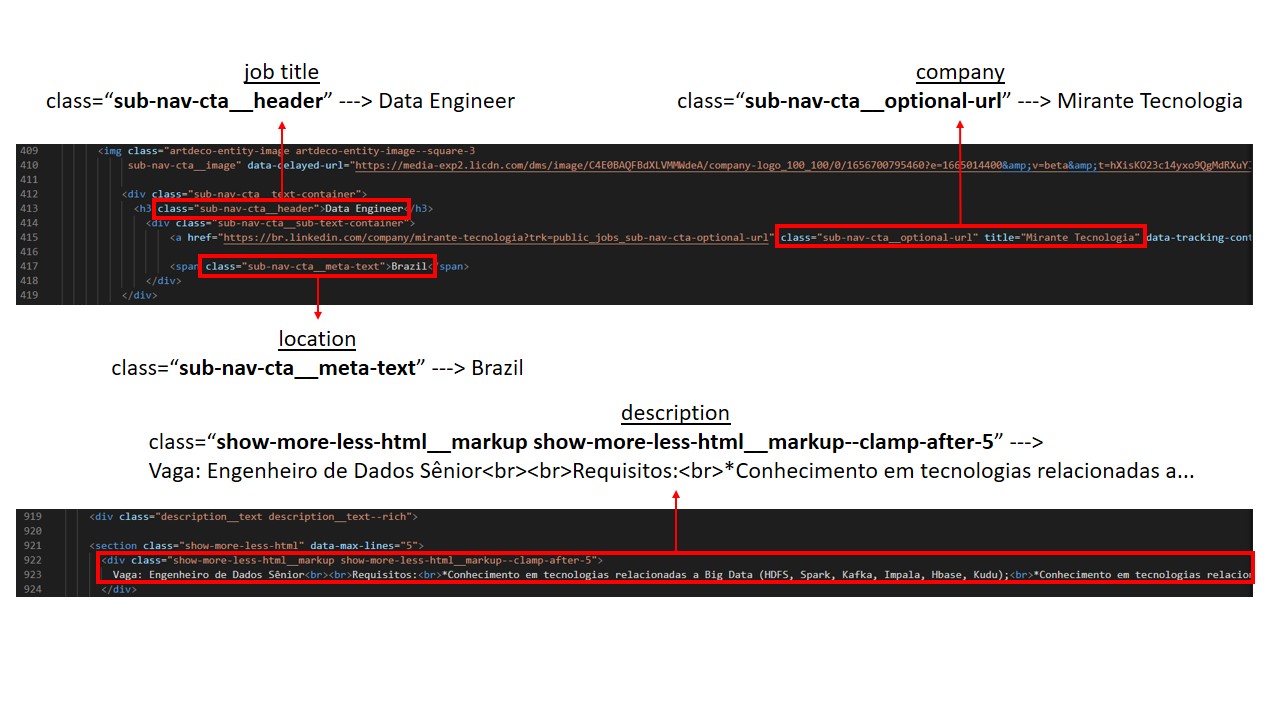 job title
class=“sub-nav-cta__header” ---> Data Engineer
company
class=“sub-nav-cta__optional-url” ---> Mirante Tecnologia
409 <img class="artdeco-entity-image artdeco-entity-image--square-3
410 sub-nav-cta__image" data-delayed-url="https://media-exp2.licdn.com/dms/image/C4E0BAQFBdXLVMMWdeA/company-logo_100_100/0/1656700795460?e=1665014400&amp;v=beta&amp;t=hXisKO23c14yxo9QgMdRXuY
411
412 <div class="sub-nav-cta__text-container">
413 <h3 class="sub-nav-cta__header">Data Engineer</h3>
414 <div class="sub-nav-cta__sub-text-container">
415 <a href="https://br.linkedin.com/company/mirante-tecnologia?trk=public_jobs_sub-nav-cta-optional-url" class="sub-nav-cta__optional-url" title="Mirante Tecnologia" data-tracking-cont
416
417 <span class="sub-nav-cta__meta-text">Brazil</span>
418 </div>
419 </div>
location
class=“sub-nav-cta__meta-text” ---> Brazil
description
class=“show-more-less-html__markup show-more-less-html__markup--clamp-after-5” --->
Vaga: Engenheiro de Dados Sênior<br><br>Requisitos:<br>*Conhecimento em tecnologias relacionadas a...
919 <div class="description__text description__text--rich">
920
921 <section class="show-more-less-html" data-max-lines="5">
922 <div class="show-more-less-html__markup show-more-less-html__markup--clamp-after-5">
923 Vaga: Engenheiro de Dados Sênior<br><br>Requisitos:<br>*Conhecimento em tecnologias relacionadas a Big Data (HDFS, Spark, Kafka, Impala, Hbase, Kudu);<br>*Conhecimento em tecnologias relacio
924 </div>